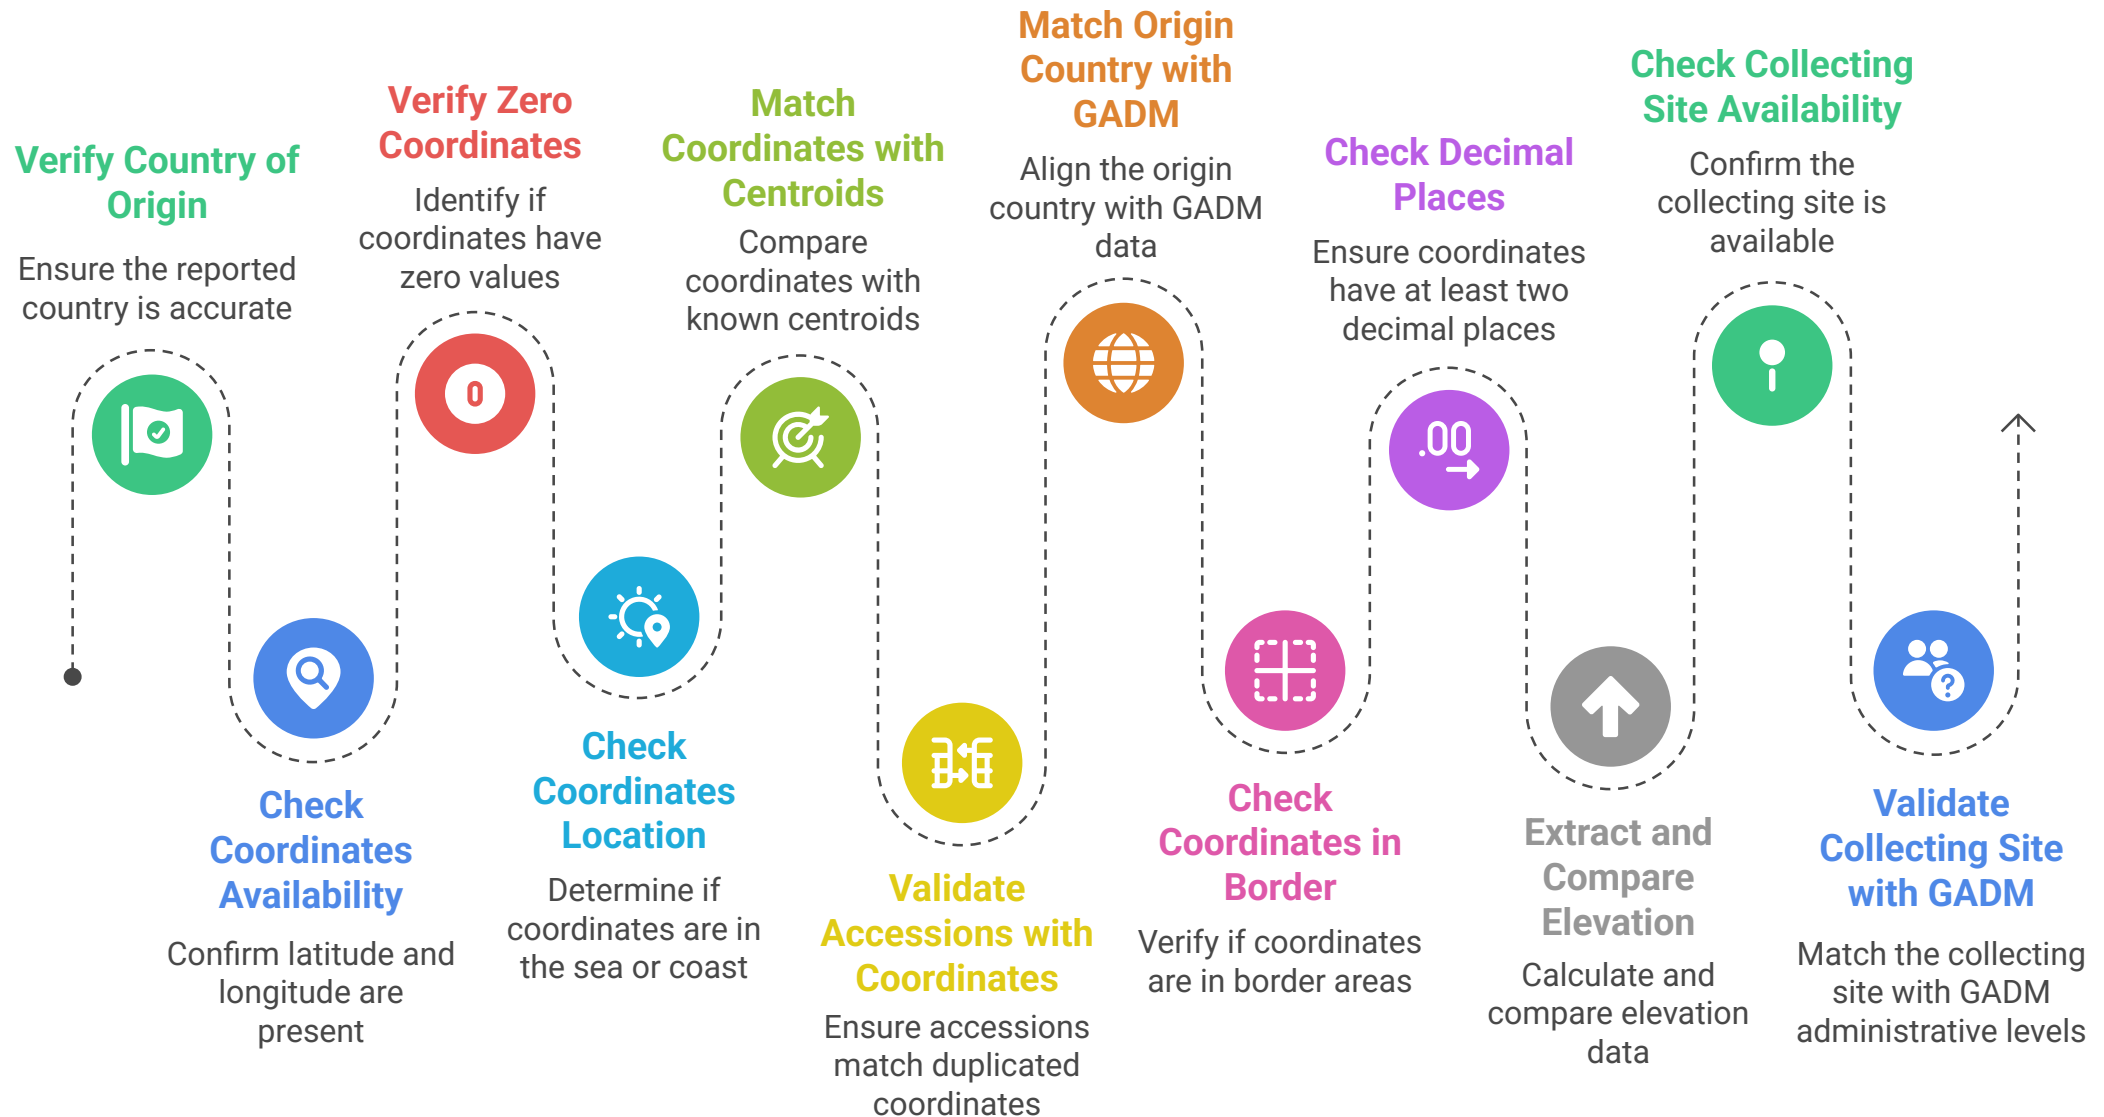 Verify Country of
Origin
Ensure the reported
country is accurate
Check
Coordinates
Availability
Confirm latitude and
longitude are
present
Verify Zero
Coordinates
Identify if
coordinates have
zero values
0
Check
Coordinates
Location
Determine if
coordinates are in
the sea or coast
Match
Coordinates with
Centroids
Compare
coordinates with
known centroids
Validate
Accessions with
Coordinates
Ensure accessions
match duplicated
coordinates
Match Origin
Country with
GADM
Align the origin
country with GADM
data
Check
Coordinates in
Border
Verify if coordinates
are in border areas
Check Decimal
Places
Ensure coordinates
have at least two
decimal places
.00
Extract and
Compare
Elevation
Calculate and
compare elevation
data
Check Collecting
Site Availability
Confirm the
collecting site is
available
?
Validate
Collecting Site
with GADM
Match the collecting
site with GADM
administrative levels